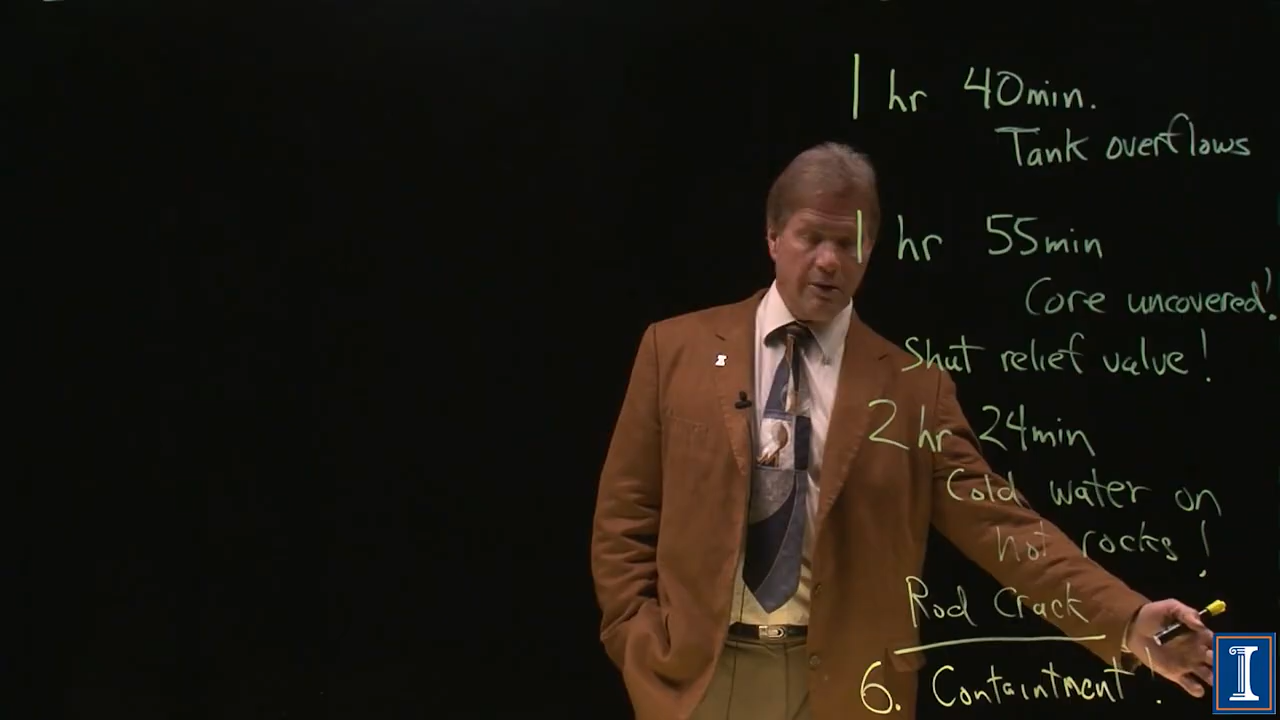 1 hr 40min.
Tank overflows
1 hr 55min
Core uncovered!
Shut relief value!
2 hr 24min
Cold water on
hot rocks!
Rod Crack
6. Containtment!
I